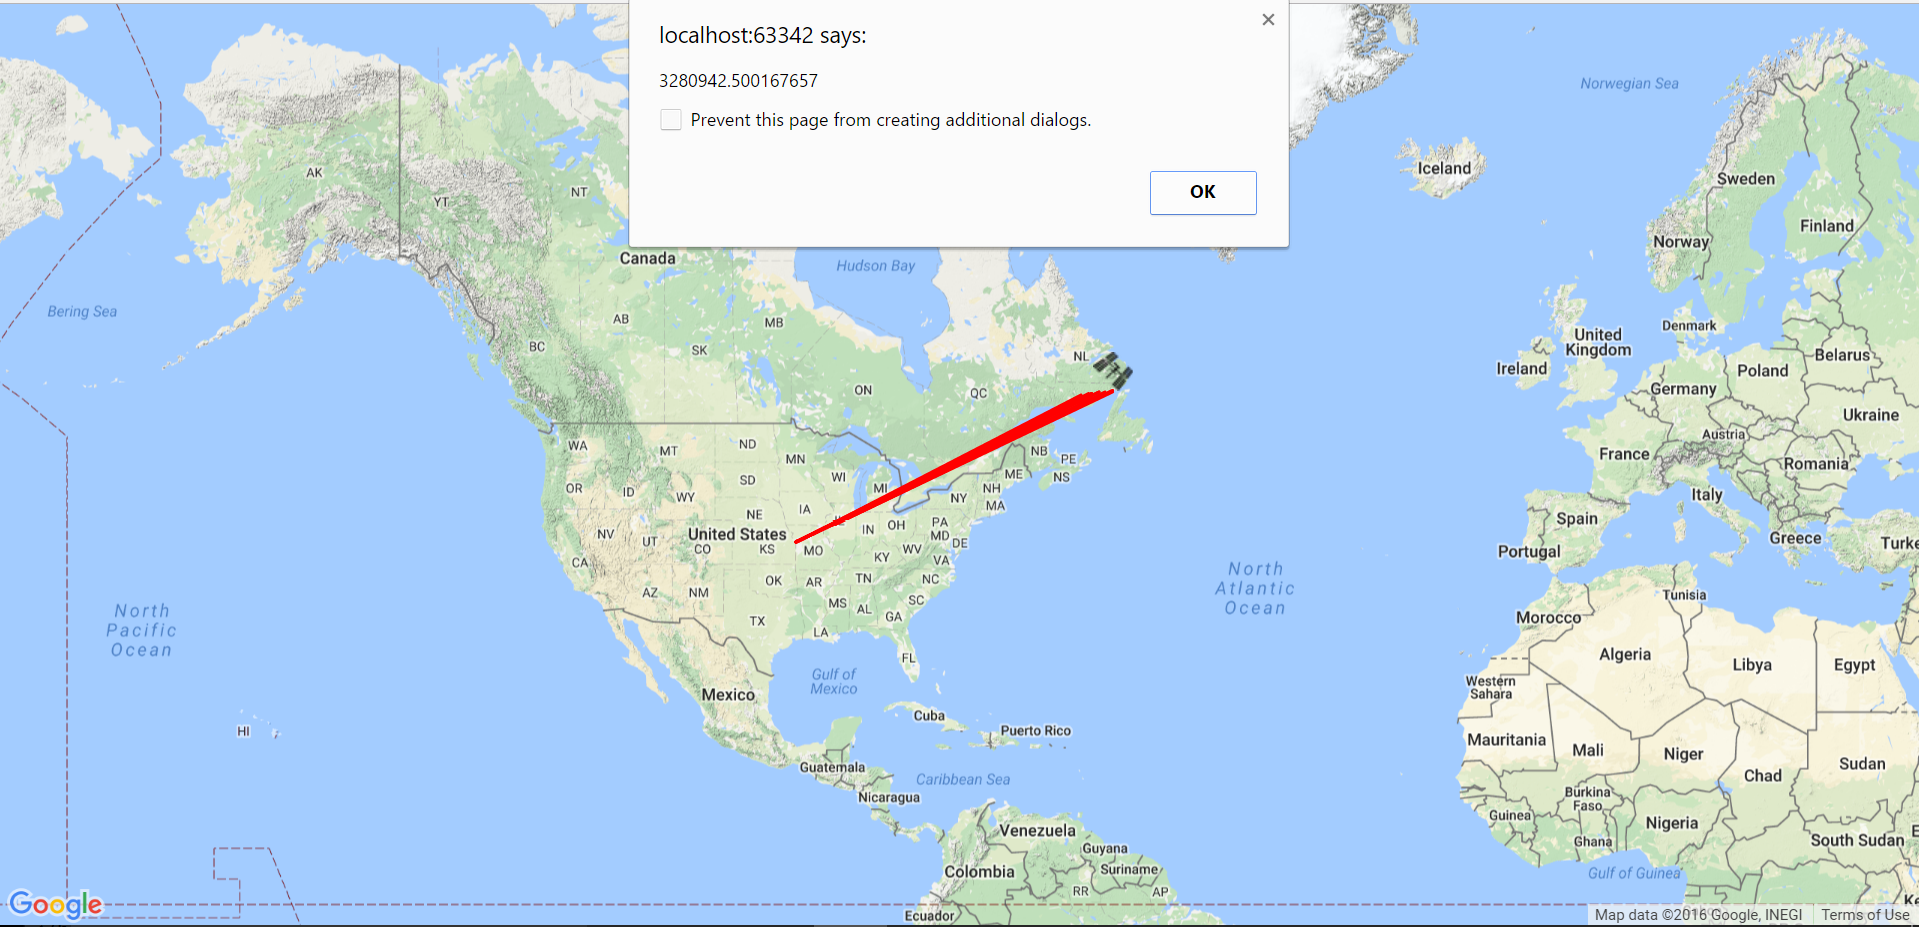 localhost:63342 says:
3280942.500167657
Prevent this page from creating additional dialogs.
OK
Norwegian Sea
Iceland
Sweden
Finland
Norway
AK
YT
NT
Canada
Hudson Bay
Bering Sea
AB
MB
BC
SK
NL
ON
QC
Denmark
United
Kingdom
Ireland
Belarus
Poland
Germany
Ukraine
Austria
France
Romania
Italy
Spain
Greece
Portugal
Turke
WA
MT
ND
MN
NB
PE
OR
ID
WY
SD
WI
MI
ME
NS
NH
NY
MA
NE
IA
IL
IN
OH
PA
NV
UT
United States
CO
KS
MO
MD
DE
CA
KY
WV
VA
AZ
NM
OK
AR
TN
NC
MS
AL
SC
GA
TX
LA
FL
North
Pacific
Ocean
North
Atlantic
Ocean
Gulf of
Mexico
Mexico
HI
Cuba
Puerto Rico
Guatemala
Caribbean Sea
Nicaragua
Venezuela
Guyana
Colombia
Suriname
RR
AP
Ecuador
Tunisia
Morocco
Algeria
Libya
Egypt
Western
Sahara
Mauritania
Mali
Niger
Chad
Sudan
Burkina
Faso
Guinea
Nigeria
Ghana
South Sudan
Gulf of Guinea
Ke
Google
Map data ©2016 Google, INEGI
Terms of Use